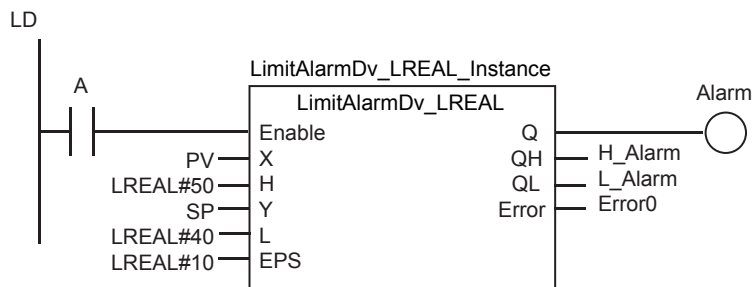 LD
LimitAlarmDv_LREAL_Instance
A
LimitAlarmDv_LREAL
Alarm
Enable Q
PV X QH H_Alarm
LREAL#50 H QL L_Alarm
SP Y Error Error0
LREAL#40 L
LREAL#10 EPS